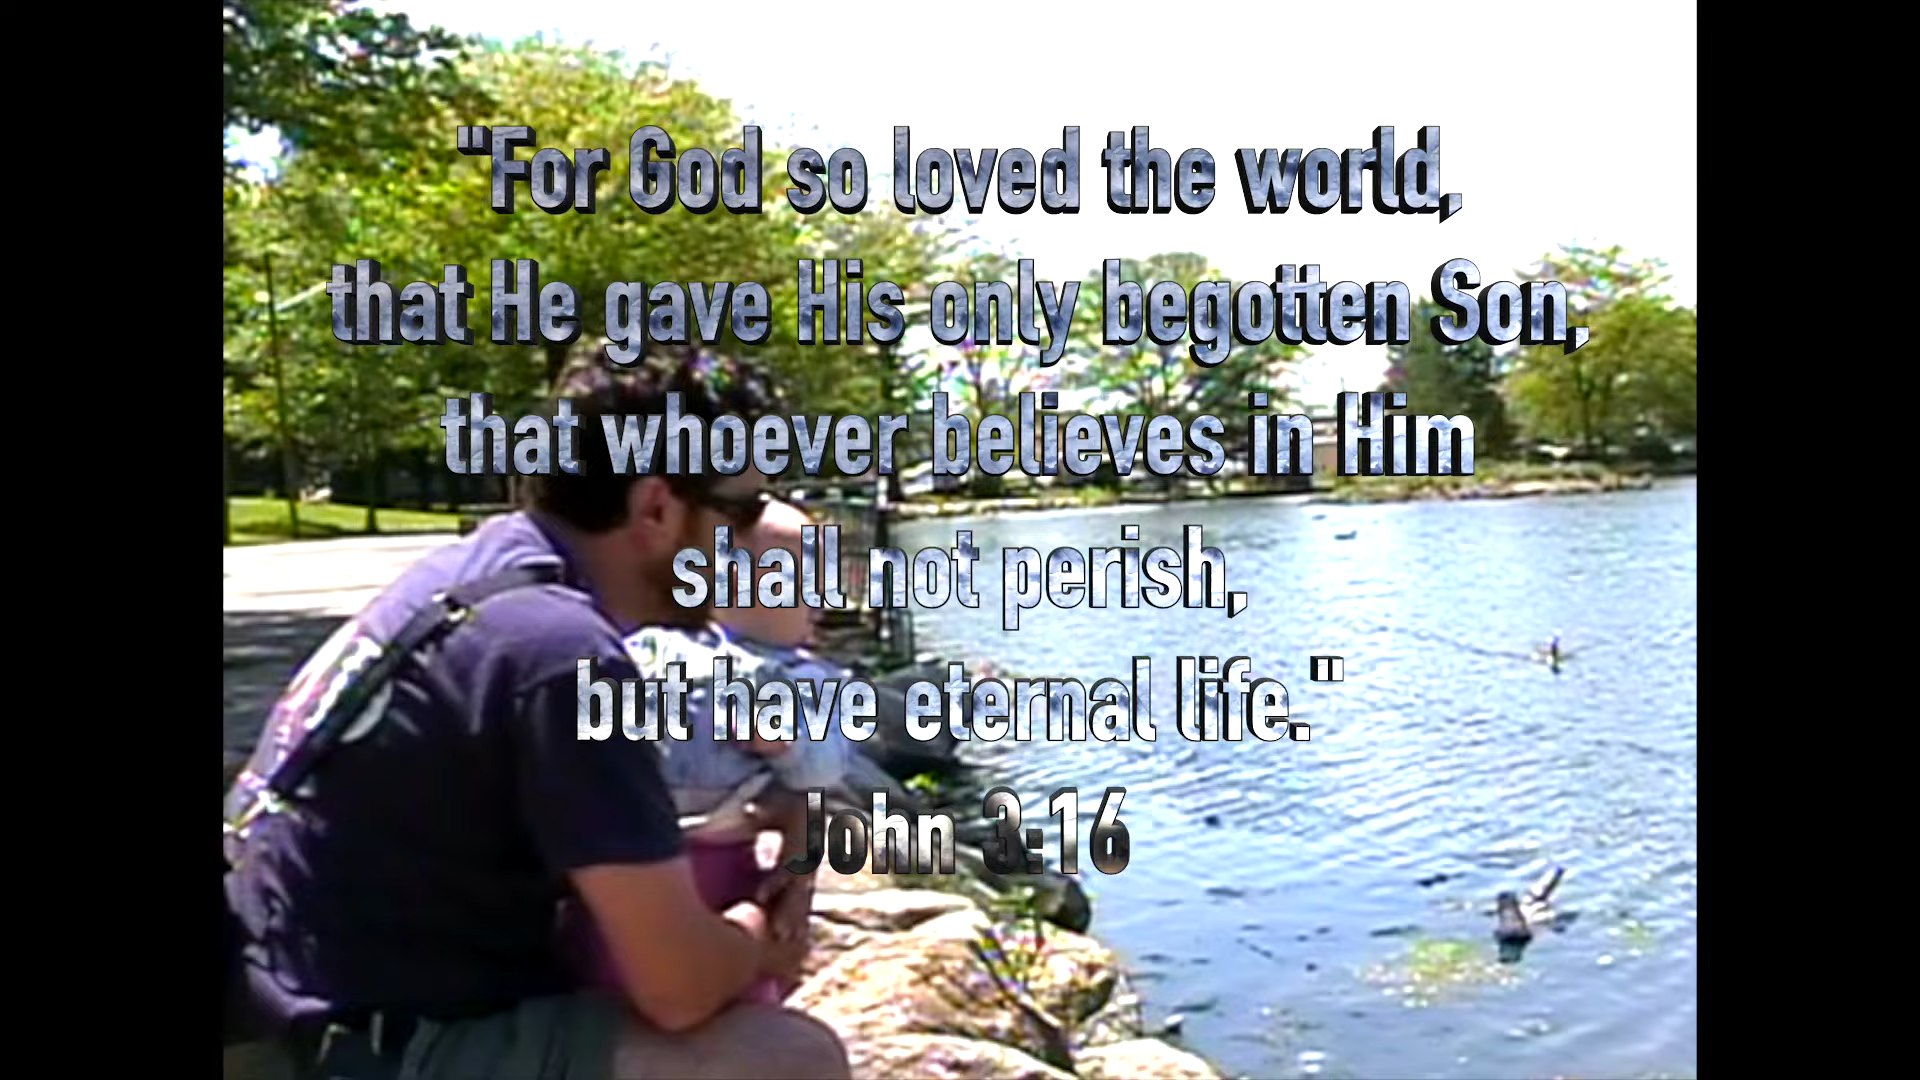 "For God so loved the world,
that He gave His only begotten Son,
that whoever believes in Him
shall not perish,
but have eternal life."
John 3:16